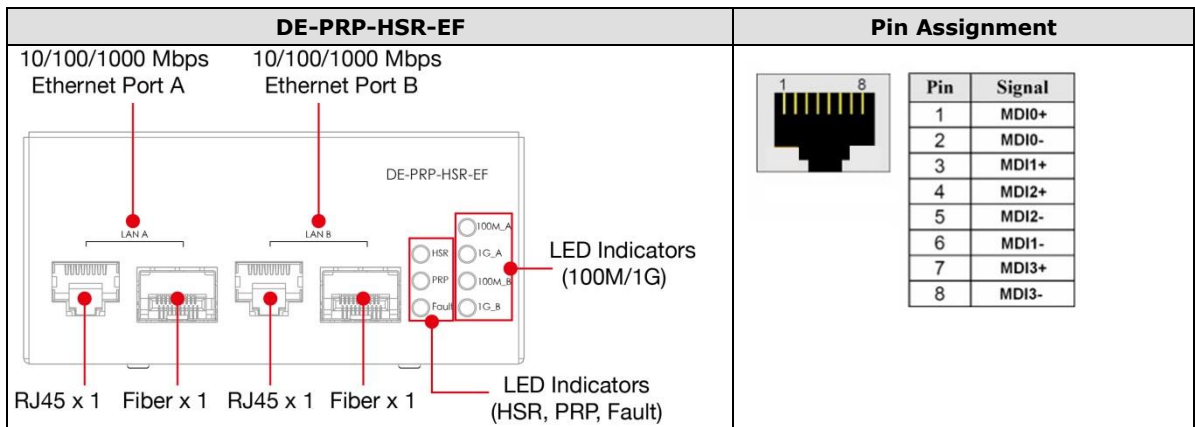 DE-PRP-HSR-EF
Pin Assignment
10/100/1000 Mbps
Ethernet Port A
10/100/1000 Mbps
Ethernet Port B
DE-PRP-HSR-EF
LAN A
LAN B
HSR
PRP
Fault
100M_A
1G_A
100M_B
1G_B
LED Indicators
(100M/1G)
RJ45 x 1
Fiber x 1
RJ45 x 1
Fiber x 1
LED Indicators
(HSR, PRP, Fault)
1 8
Pin Signal
1 MDI0+
2 MDI0-
3 MDI1+
4 MDI2+
5 MDI2-
6 MDI1-
7 MDI3+
8 MDI3-